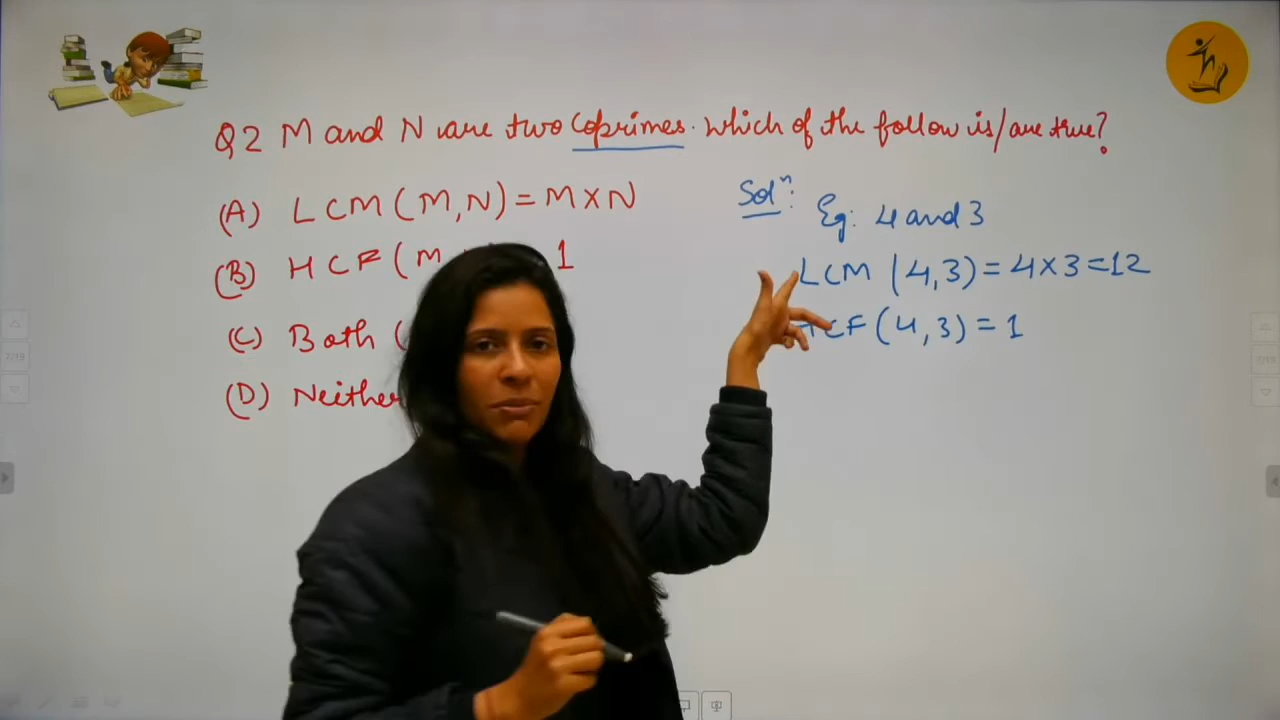 Q2 M and N are two Coprimes. Which of the follow is/are true?
(A) LCM (M,N) = M×N
(B) HCF (M 1
(C) Both (
(D) Neither
Solⁿ:
Eg: 4 and 3
LCM (4,3) = 4×3=12
HCF (4,3) = 1